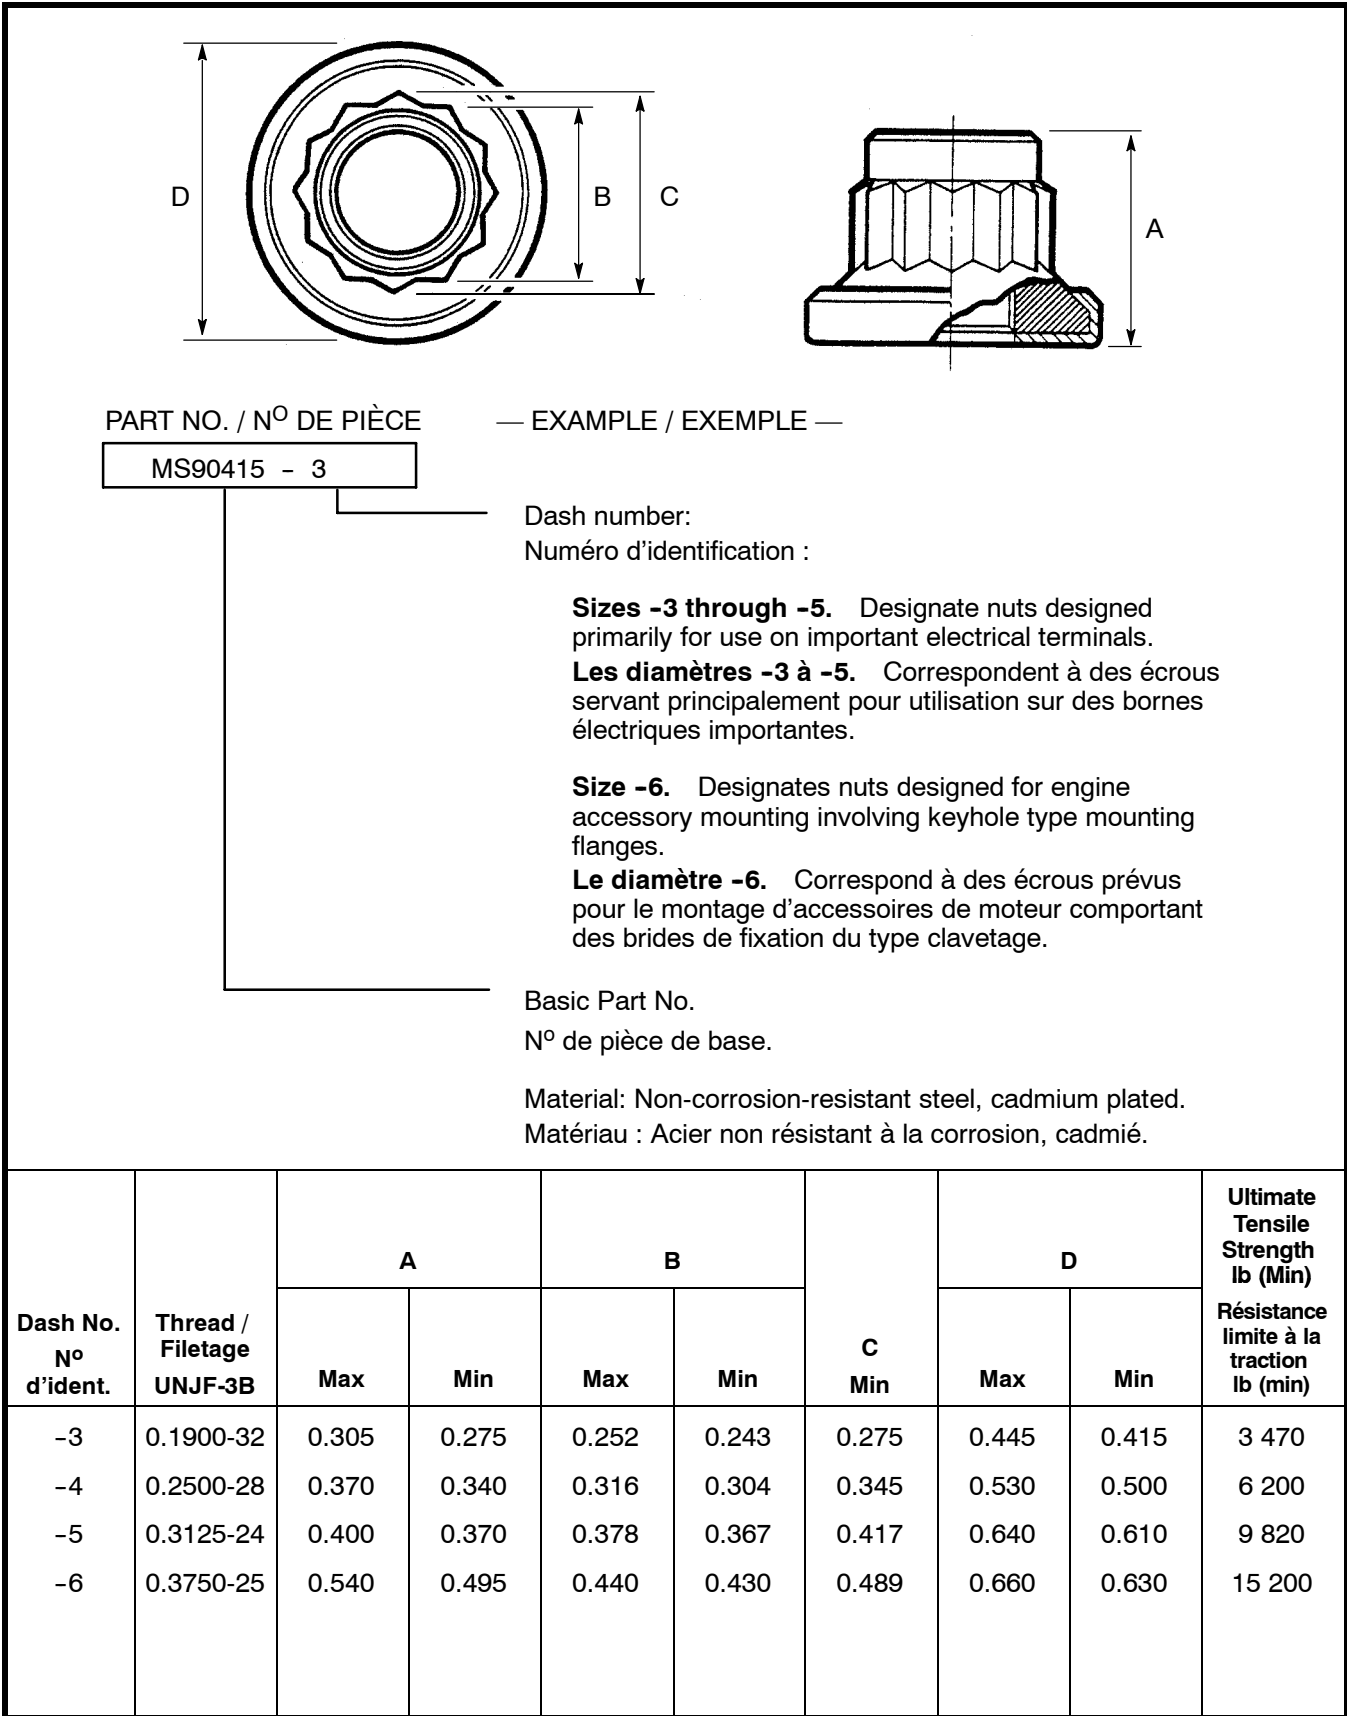 D
B
C
A
PART NO. / Nº DE PIÈCE — EXAMPLE / EXEMPLE —
MS90415 - 3
Dash number:
Numéro d'identification :
Sizes -3 through -5. Designate nuts designed
primarily for use on important electrical terminals.
Les diamètres -3 à -5. Correspondent à des écrous
servant principalement pour utilisation sur des bornes
électriques importantes.
Size -6. Designates nuts designed for engine
accessory mounting involving keyhole type mounting
flanges.
Le diamètre -6. Correspond à des écrous prévus
pour le montage d'accessoires de moteur comportant
des brides de fixation du type clavetage.
Basic Part No.
Nº de pièce de base.
Material: Non-corrosion-resistant steel, cadmium plated.
Matériau : Acier non résistant à la corrosion, cadmié.
Dash No.
Nº
d'ident.
Thread /
Filetage
UNJF-3B
A
Max Min
B
Max Min
C
Min
D
Max Min
Ultimate
Tensile
Strength
lb (Min)
Résistance
limite à la
traction
lb (min)
-3 0.1900-32 0.305 0.275 0.252 0.243 0.275 0.445 0.415 3 470
-4 0.2500-28 0.370 0.340 0.316 0.304 0.345 0.530 0.500 6 200
-5 0.3125-24 0.400 0.370 0.378 0.367 0.417 0.640 0.610 9 820
-6 0.3750-25 0.540 0.495 0.440 0.430 0.489 0.660 0.630 15 200